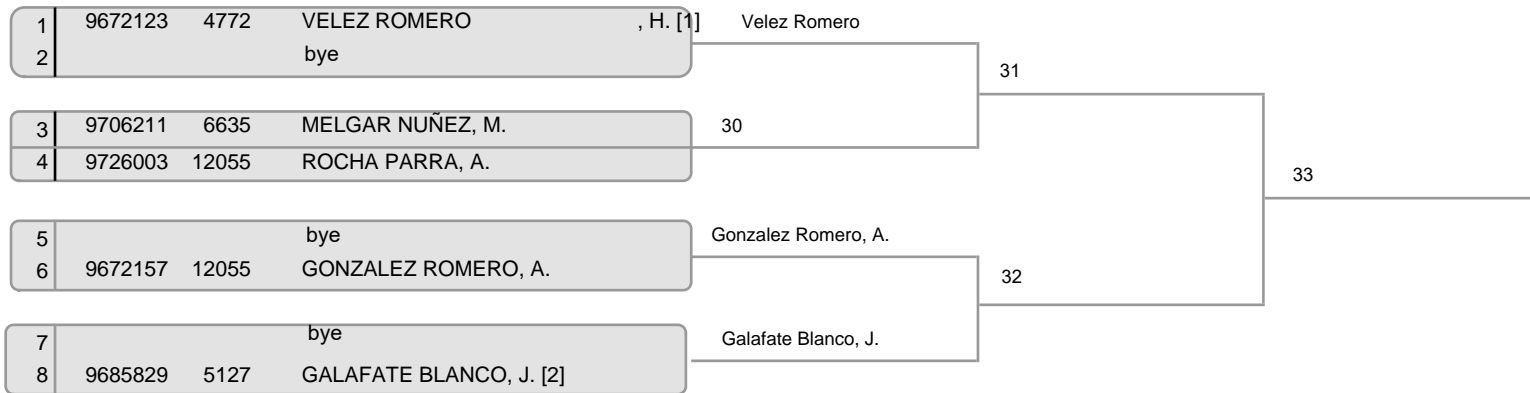 1 9672123 4772 VELEZ ROMERO , H. [1] Velez Romero
2 bye
31
3 9706211 6635 MELGAR NUÑEZ, M. 30
4 9726003 12055 ROCHA PARRA, A.
33
5 bye Gonzalez Romero, A.
6 9672157 12055 GONZALEZ ROMERO, A.
32
7 bye Galafate Blanco, J.
8 9685829 5127 GALAFATE BLANCO, J. [2]